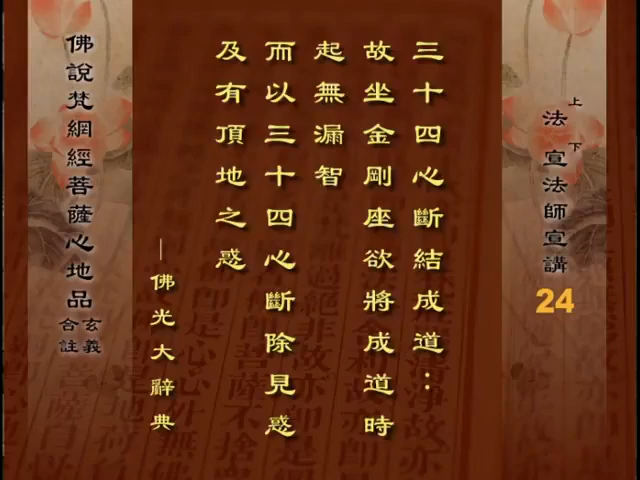 上法下宣法師宣講
24
三十四心斷結成道：
故坐金剛座欲將成道時
起無漏智
而以三十四心斷除見惑
及有頂地之惑
—佛光大辭典
佛說梵網經菩薩心地品
玄義
合註